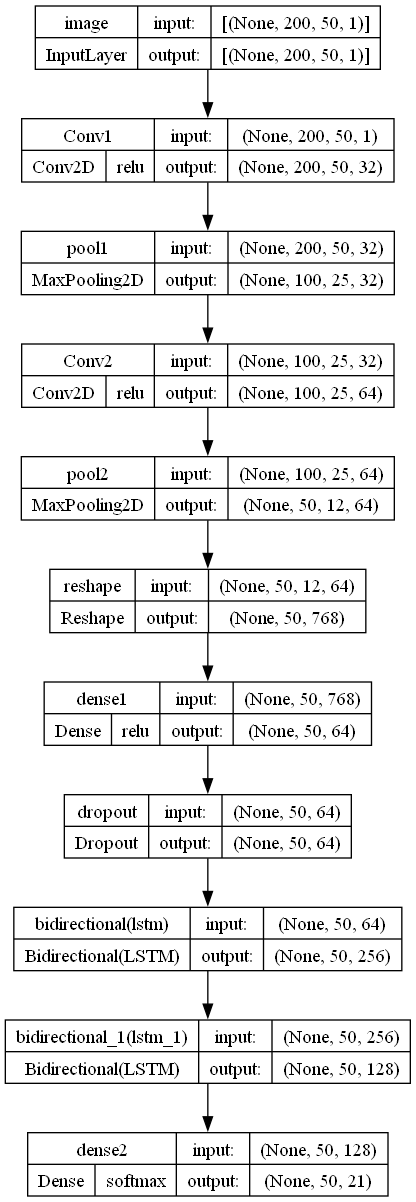 image input: [(None, 200, 50, 1)]
InputLayer output: [(None, 200, 50, 1)]
Conv1 input: (None, 200, 50, 1)
Conv2D relu output: (None, 200, 50, 32)
pool1 input: (None, 200, 50, 32)
MaxPooling2D output: (None, 100, 25, 32)
Conv2 input: (None, 100, 25, 32)
Conv2D relu output: (None, 100, 25, 64)
pool2 input: (None, 100, 25, 64)
MaxPooling2D output: (None, 50, 12, 64)
reshape input: (None, 50, 12, 64)
Reshape output: (None, 50, 768)
dense1 input: (None, 50, 768)
Dense relu output: (None, 50, 64)
dropout input: (None, 50, 64)
Dropout output: (None, 50, 64)
bidirectional(lstm) input: (None, 50, 64)
Bidirectional(LSTM) output: (None, 50, 256)
bidirectional_1(lstm_1) input: (None, 50, 256)
Bidirectional(LSTM) output: (None, 50, 128)
dense2 input: (None, 50, 128)
Dense softmax output: (None, 50, 21)